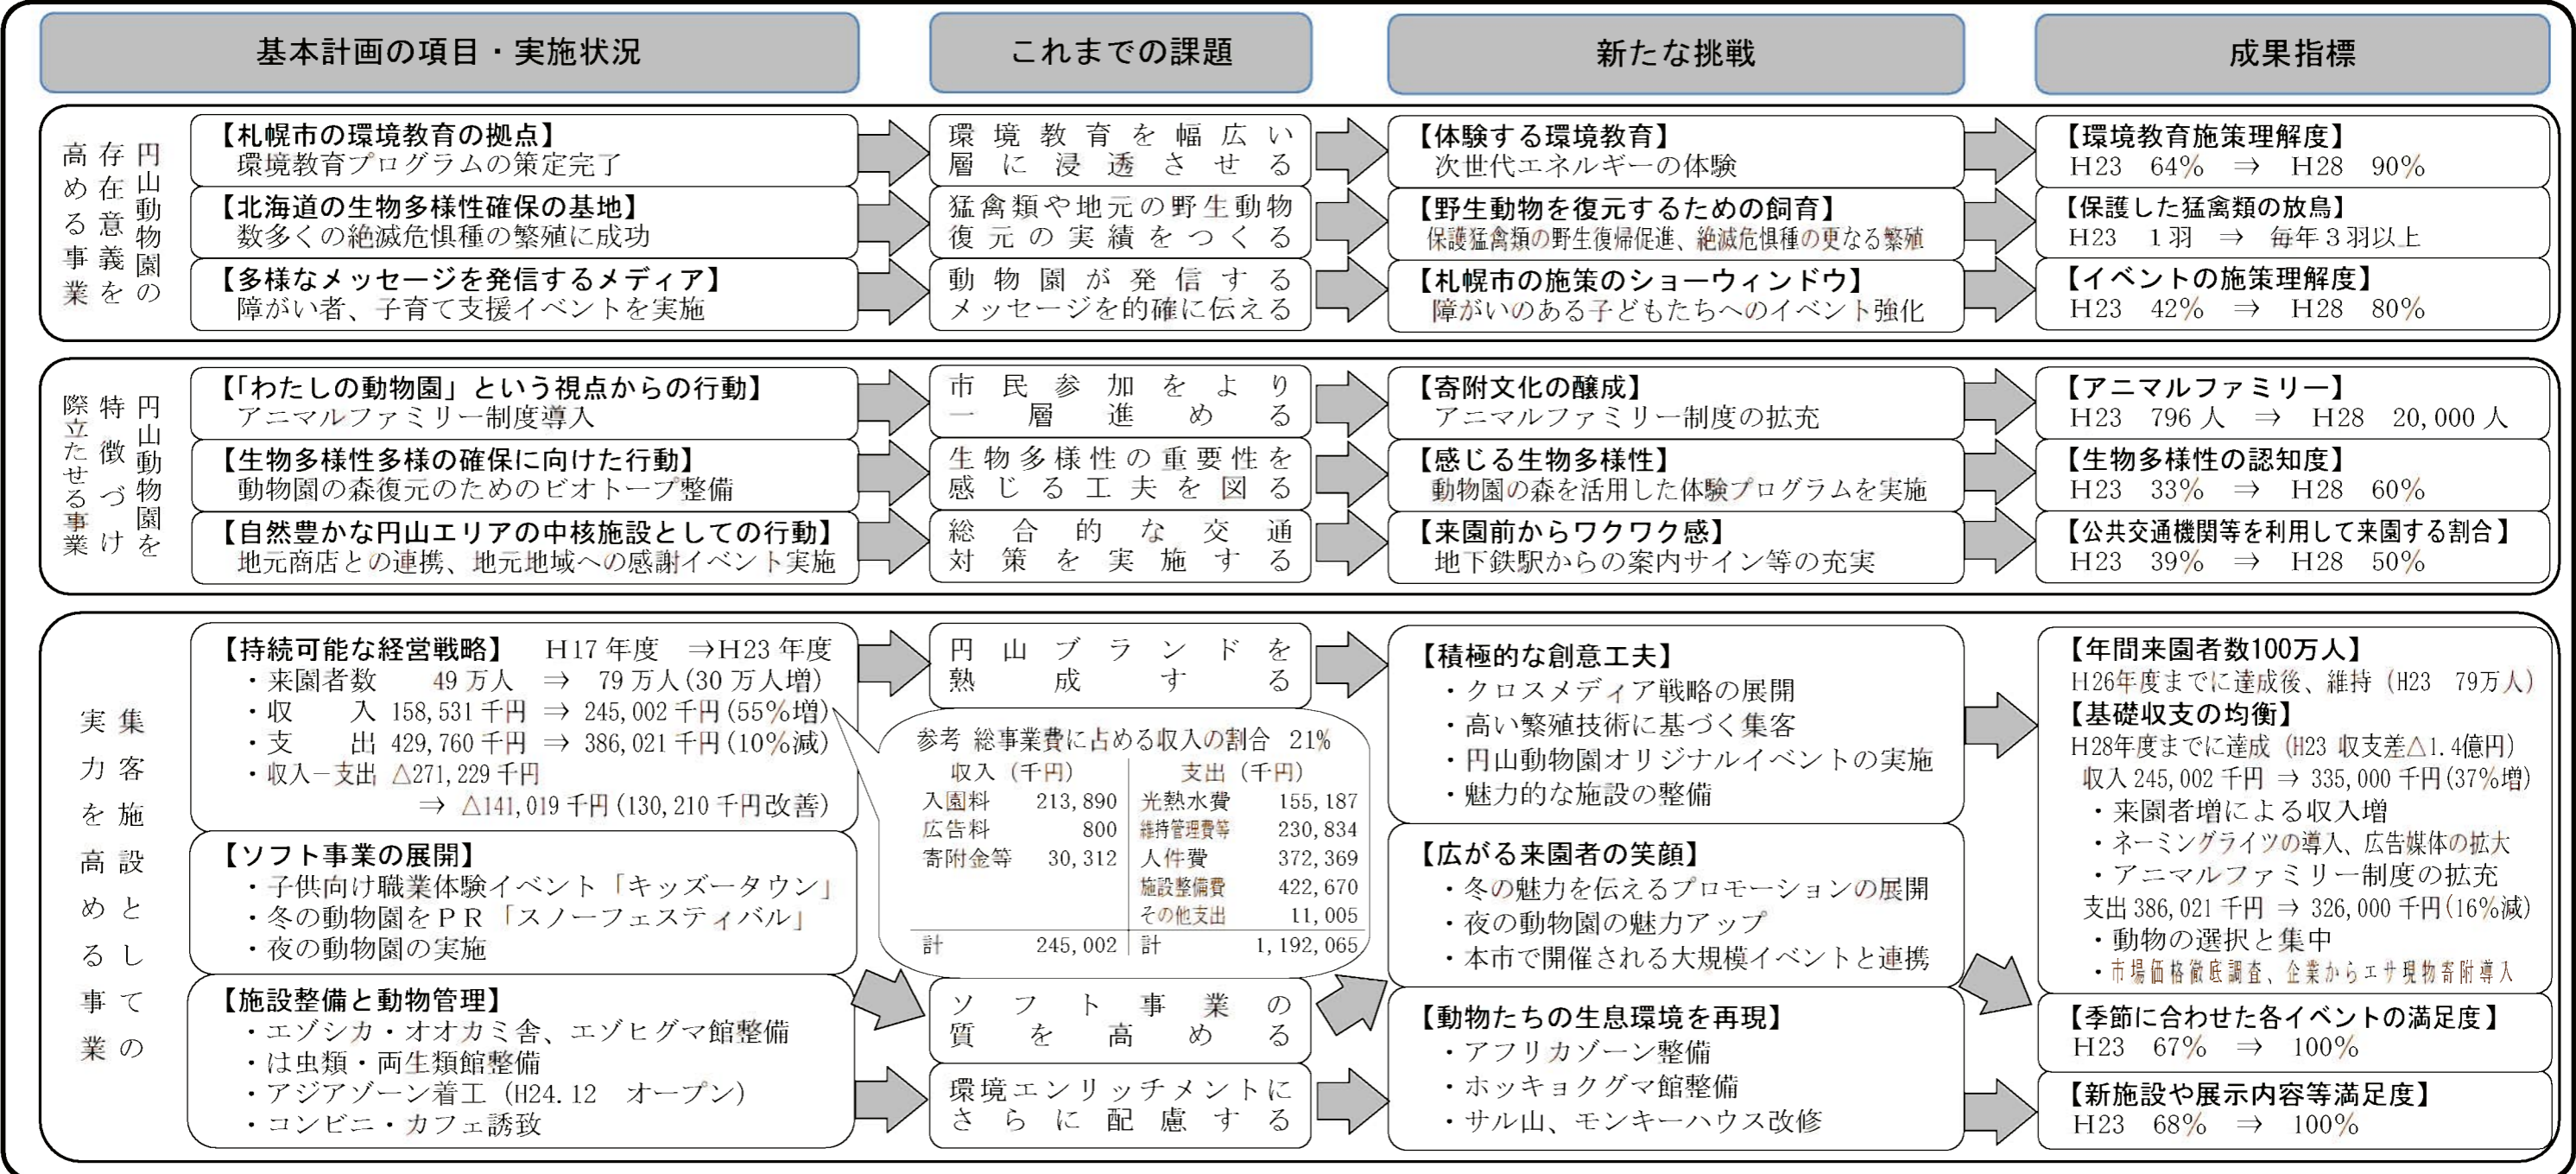 基本計画の項目・実施状況
これまでの課題
新たな挑戦
成果指標
円山動物園の
存在意義を
高める事業
【札幌市の環境教育の拠点】
環境教育プログラムの策定完了
環境教育を幅広い
層に浸透させる
【体験する環境教育】
次世代エネルギーの体験
【環境教育施策理解度】
H23 64% ⇒ H28 90%
【北海道の生物多様性確保の基地】
数多くの絶滅危惧種の繁殖に成功
猛禽類や地元の野生動物
復元の実績をつくる
【野生動物を復元するための飼育】
保護猛禽類の野生復帰促進、絶滅危惧種の更なる繁殖
【保護した猛禽類の放鳥】
H23 1羽 ⇒ 毎年3羽以上
【多様なメッセージを発信するメディア】
障がい者、子育て支援イベントを実施
動物園が発信する
メッセージを的確に伝える
【札幌市の施策のショーウィンドウ】
障がいのある子どもたちへのイベント強化
【イベントの施策理解度】
H23 42% ⇒ H28 80%
円山動物園を
特徴づけ
際立たせる事業
【「わたしの動物園」という視点からの行動】
アニマルファミリー制度導入
市民参加をより
一層進める
【寄附文化の醸成】
アニマルファミリー制度の拡充
【アニマルファミリー】
H23 796人 ⇒ H28 20,000人
【生物多様性多様の確保に向けた行動】
動物園の森復元のためのビオトープ整備
生物多様性の重要性を
感じる工夫を図る
【感じる生物多様性】
動物園の森を活用した体験プログラムを実施
【生物多様性の認知度】
H23 33% ⇒ H28 60%
【自然豊かな円山エリアの中核施設としての行動】
地元商店との連携、地元地域への感謝イベント実施
総合的な交通
対策を実施する
【来園前からワクワク感】
地下鉄駅からの案内サイン等の充実
【公共交通機関等を利用して来園する割合】
H23 39% ⇒ H28 50%
集客施設としての
実力を高める事業
【持続可能な経営戦略】 H17年度 ⇒H23年度
・来園者数 49万人 ⇒ 79万人(30万人増)
・収 入 158,531千円 ⇒ 245,002千円(55%増)
・支 出 429,760千円 ⇒ 386,021千円(10%減)
・収入−支出 △271,229千円
⇒ △141,019千円(130,210千円改善)
【ソフト事業の展開】
・子供向け職業体験イベント「キッズータウン」
・冬の動物園をPR「スノーフェスティバル」
・夜の動物園の実施
【施設整備と動物管理】
・エゾシカ・オオカミ舎、エゾヒグマ館整備
・は虫類・両生類館整備
・アジアゾーン着工(H24.12 オープン)
・コンビニ・カフェ誘致
円山ブランドを
熟成する
参考 総事業費に占める収入の割合 21%
収入(千円) 支出(千円)
入園料 213,890 光熱水費 155,187
広告料 800 維持管理費等 230,834
寄附金等 30,312 人件費 372,369
施設整備費 422,670
その他支出 11,005
計 245,002 計 1,192,065
ソフト事業の
質を高める
環境エンリッチメントに
さらに配慮する
【積極的な創意工夫】
・クロスメディア戦略の展開
・高い繁殖技術に基づく集客
・円山動物園オリジナルイベントの実施
・魅力的な施設の整備
【広がる来園者の笑顔】
・冬の魅力を伝えるプロモーションの展開
・夜の動物園の魅力アップ
・本市で開催される大規模イベントと連携
【動物たちの生息環境を再現】
・アフリカゾーン整備
・ホッキョクグマ館整備
・サル山、モンキーハウス改修
【年間来園者数100万人】
H26年度までに達成後、維持(H23 79万人)
【基礎収支の均衡】
H28年度までに達成(H23 収支差△1.4億円)
収入245,002千円 ⇒ 335,000千円(37%増)
・来園者増による収入増
・ネーミングライツの導入、広告媒体の拡大
・アニマルファミリー制度の拡充
支出386,021千円 ⇒ 326,000千円(16%減)
・動物の選択と集中
・市場価格徹底調査、企業からエサ現物寄附導入
【季節に合わせた各イベントの満足度】
H23 67% ⇒ 100%
【新施設や展示内容等満足度】
H23 68% ⇒ 100%